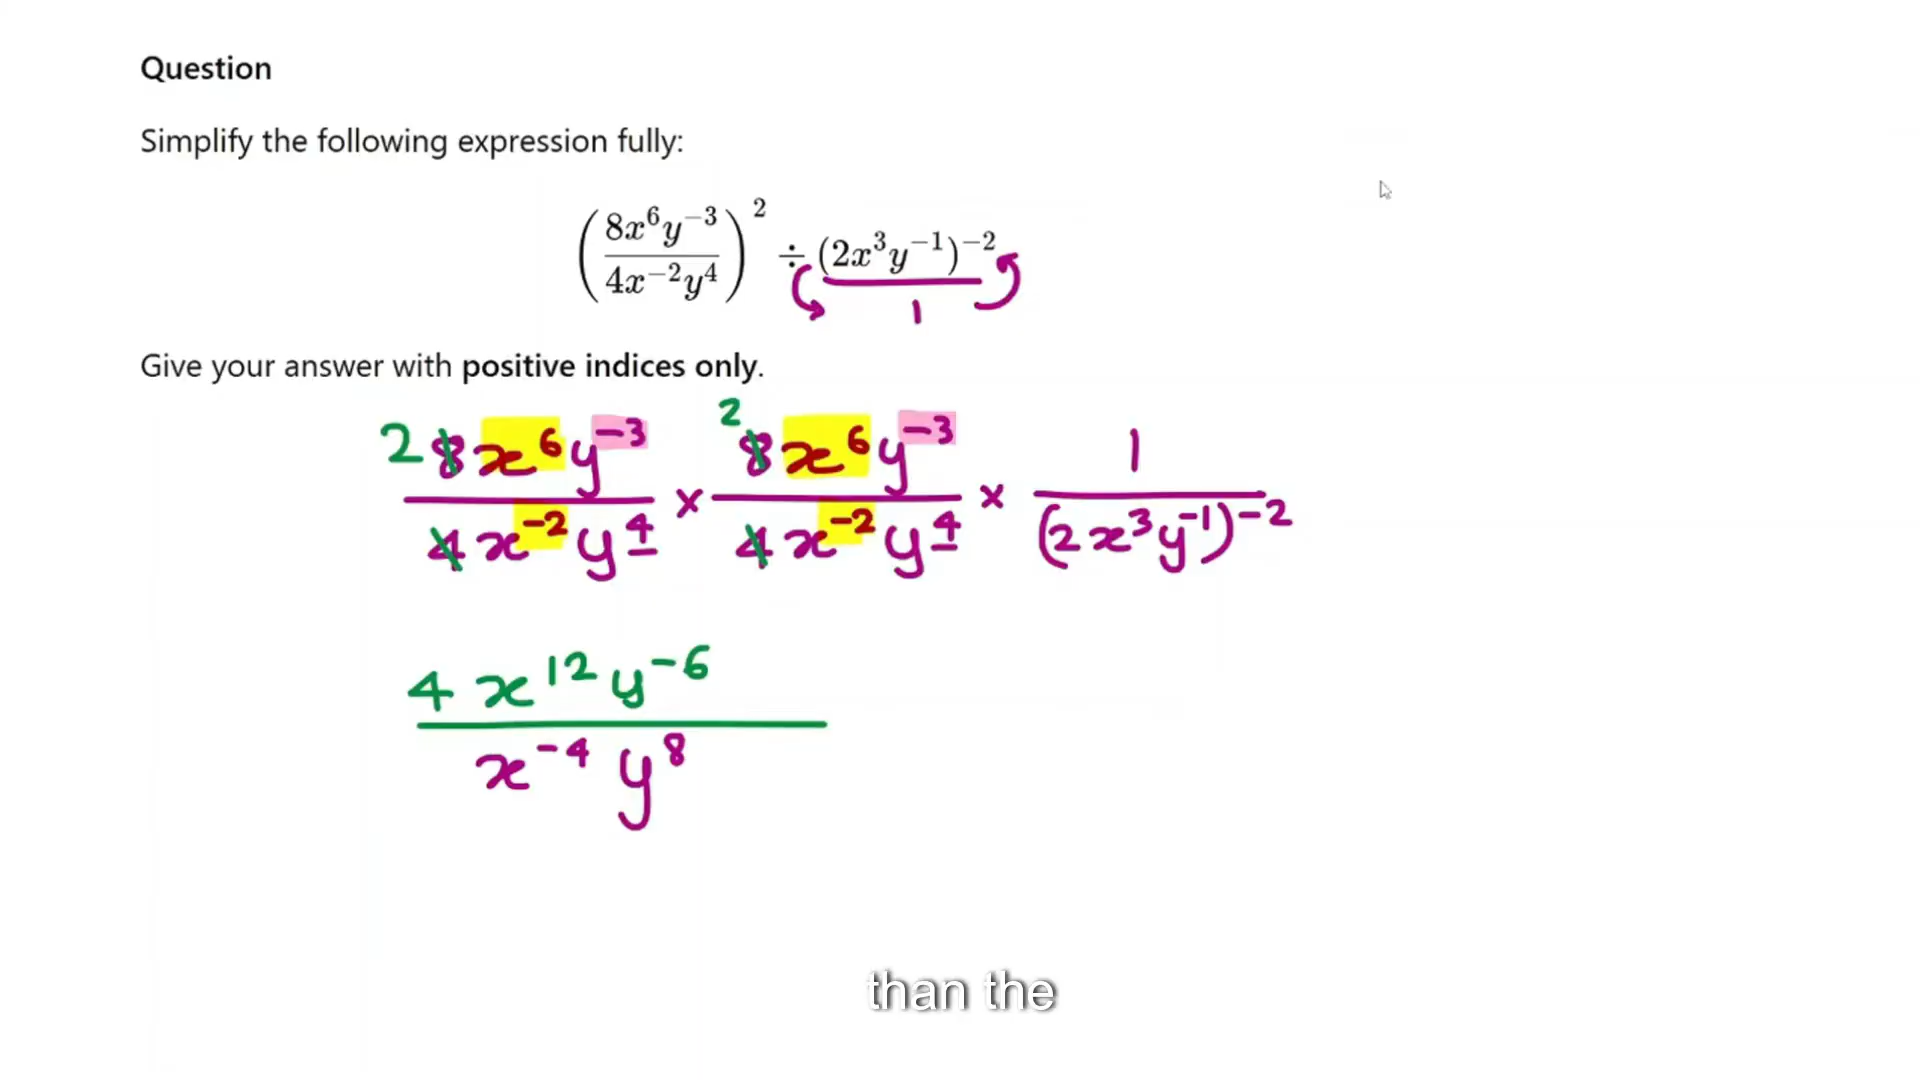 Question
Simplify the following expression fully:
(8x⁶y⁻³ / 4x⁻²y⁴)² ÷ (2x³y⁻¹)⁻²
1
Give your answer with positive indices only.
2 8x⁶y⁻³ / 4x⁻²y⁴ × 2 8x⁶y⁻³ / 4x⁻²y⁴ × 1 / (2x³y⁻¹)⁻²
4x¹²y⁻⁶ / x⁻⁴y⁸
than the